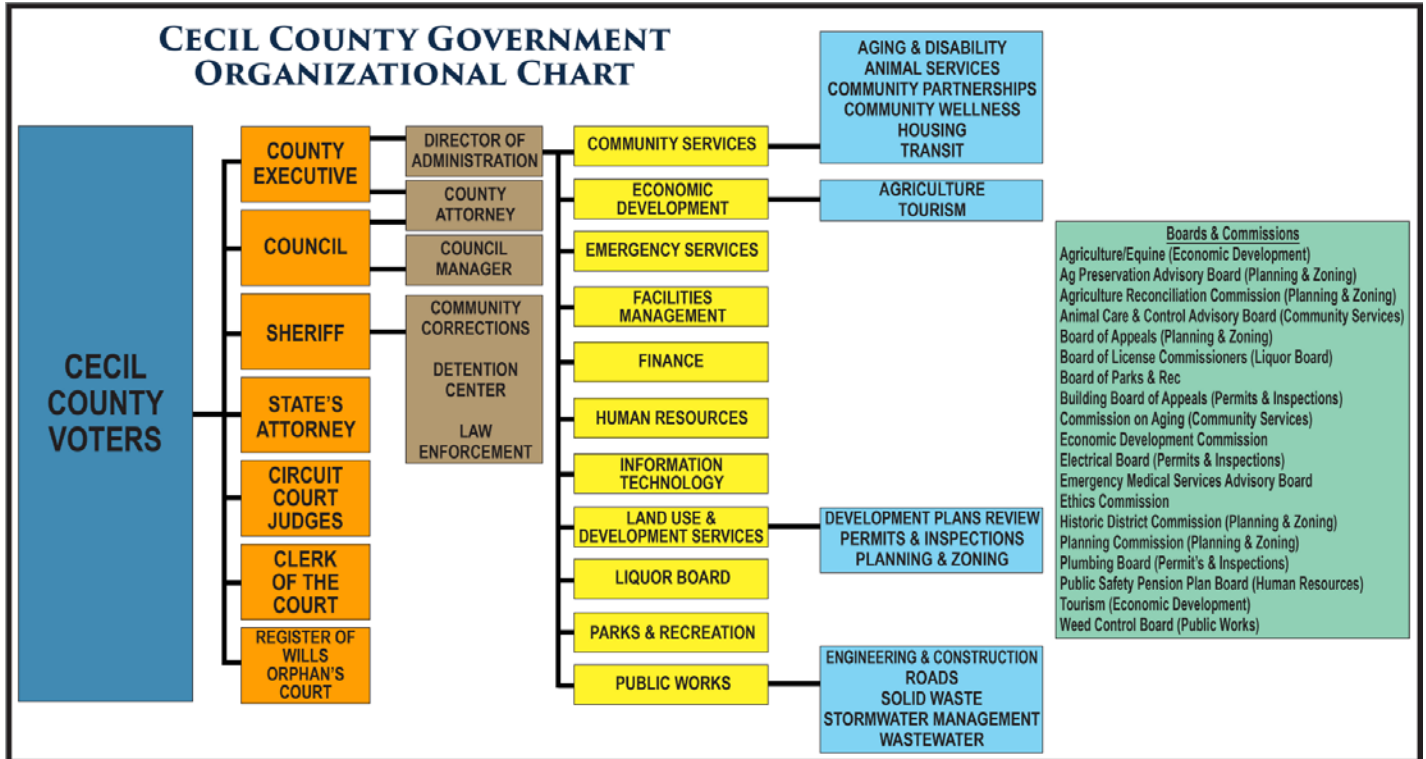 CECIL COUNTY GOVERNMENT
ORGANIZATIONAL CHART
CECIL
COUNTY
VOTERS
COUNTY
EXECUTIVE
COUNCIL
SHERIFF
STATE'S
ATTORNEY
CIRCUIT
COURT
JUDGES
CLERK
OF THE
COURT
REGISTER OF
WILLS
ORPHAN'S
COURT
DIRECTOR OF
ADMINISTRATION
COUNTY
ATTORNEY
COUNCIL
MANAGER
COMMUNITY
CORRECTIONS
DETENTION
CENTER
LAW
ENFORCEMENT
COMMUNITY SERVICES
ECONOMIC
DEVELOPMENT
EMERGENCY SERVICES
FACILITIES
MANAGEMENT
FINANCE
HUMAN RESOURCES
INFORMATION
TECHNOLOGY
LAND USE &
DEVELOPMENT SERVICES
LIQUOR BOARD
PARKS & RECREATION
PUBLIC WORKS
AGING & DISABILITY
ANIMAL SERVICES
COMMUNITY PARTNERSHIPS
COMMUNITY WELLNESS
HOUSING
TRANSIT
AGRICULTURE
TOURISM
DEVELOPMENT PLANS REVIEW
PERMITS & INSPECTIONS
PLANNING & ZONING
ENGINEERING & CONSTRUCTION
ROADS
SOLID WASTE
STORMWATER MANAGEMENT
WASTEWATER
Boards & Commissions
Agriculture/Equine (Economic Development)
Ag Preservation Advisory Board (Planning & Zoning)
Agriculture Reconciliation Commission (Planning & Zoning)
Animal Care & Control Advisory Board (Community Services)
Board of Appeals (Planning & Zoning)
Board of License Commissioners (Liquor Board)
Board of Parks & Rec
Building Board of Appeals (Permits & Inspections)
Commission on Aging (Community Services)
Economic Development Commission
Electrical Board (Permits & Inspections)
Emergency Medical Services Advisory Board
Ethics Commission
Historic District Commission (Planning & Zoning)
Planning Commission (Planning & Zoning)
Plumbing Board (Permit's & Inspections)
Public Safety Pension Plan Board (Human Resources)
Tourism (Economic Development)
Weed Control Board (Public Works)